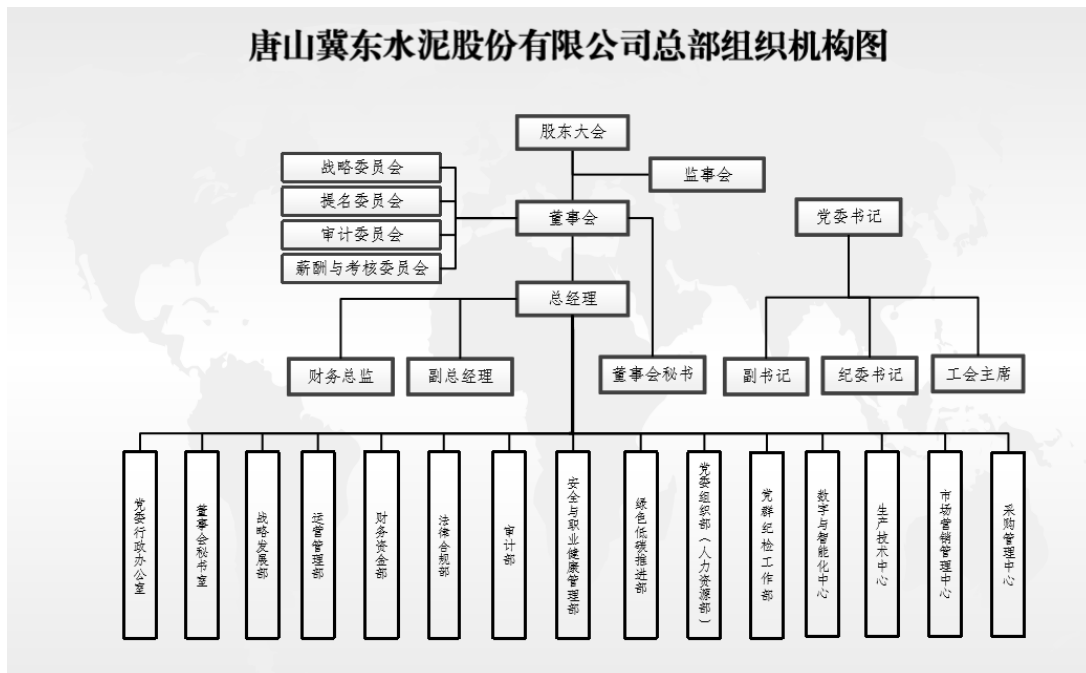 唐山冀东水泥股份有限公司总部组织机构图
股东大会
战略委员会
监事会
提名委员会
董事会
党委书记
审计委员会
薪酬与考核委员会
总经理
财务总监
副总经理
董事会秘书
副书记
纪委书记
工会主席
党委行政办公室
董事会秘书室
战略发展部
运营管理部
财务资金部
法律合规部
审计部
安全与职业健康管理部
绿色低碳推进部
党委组织部（人力资源部）
党群纪检工作部
数字与智能化中心
生产技术中心
市场营销管理中心
采购管理中心